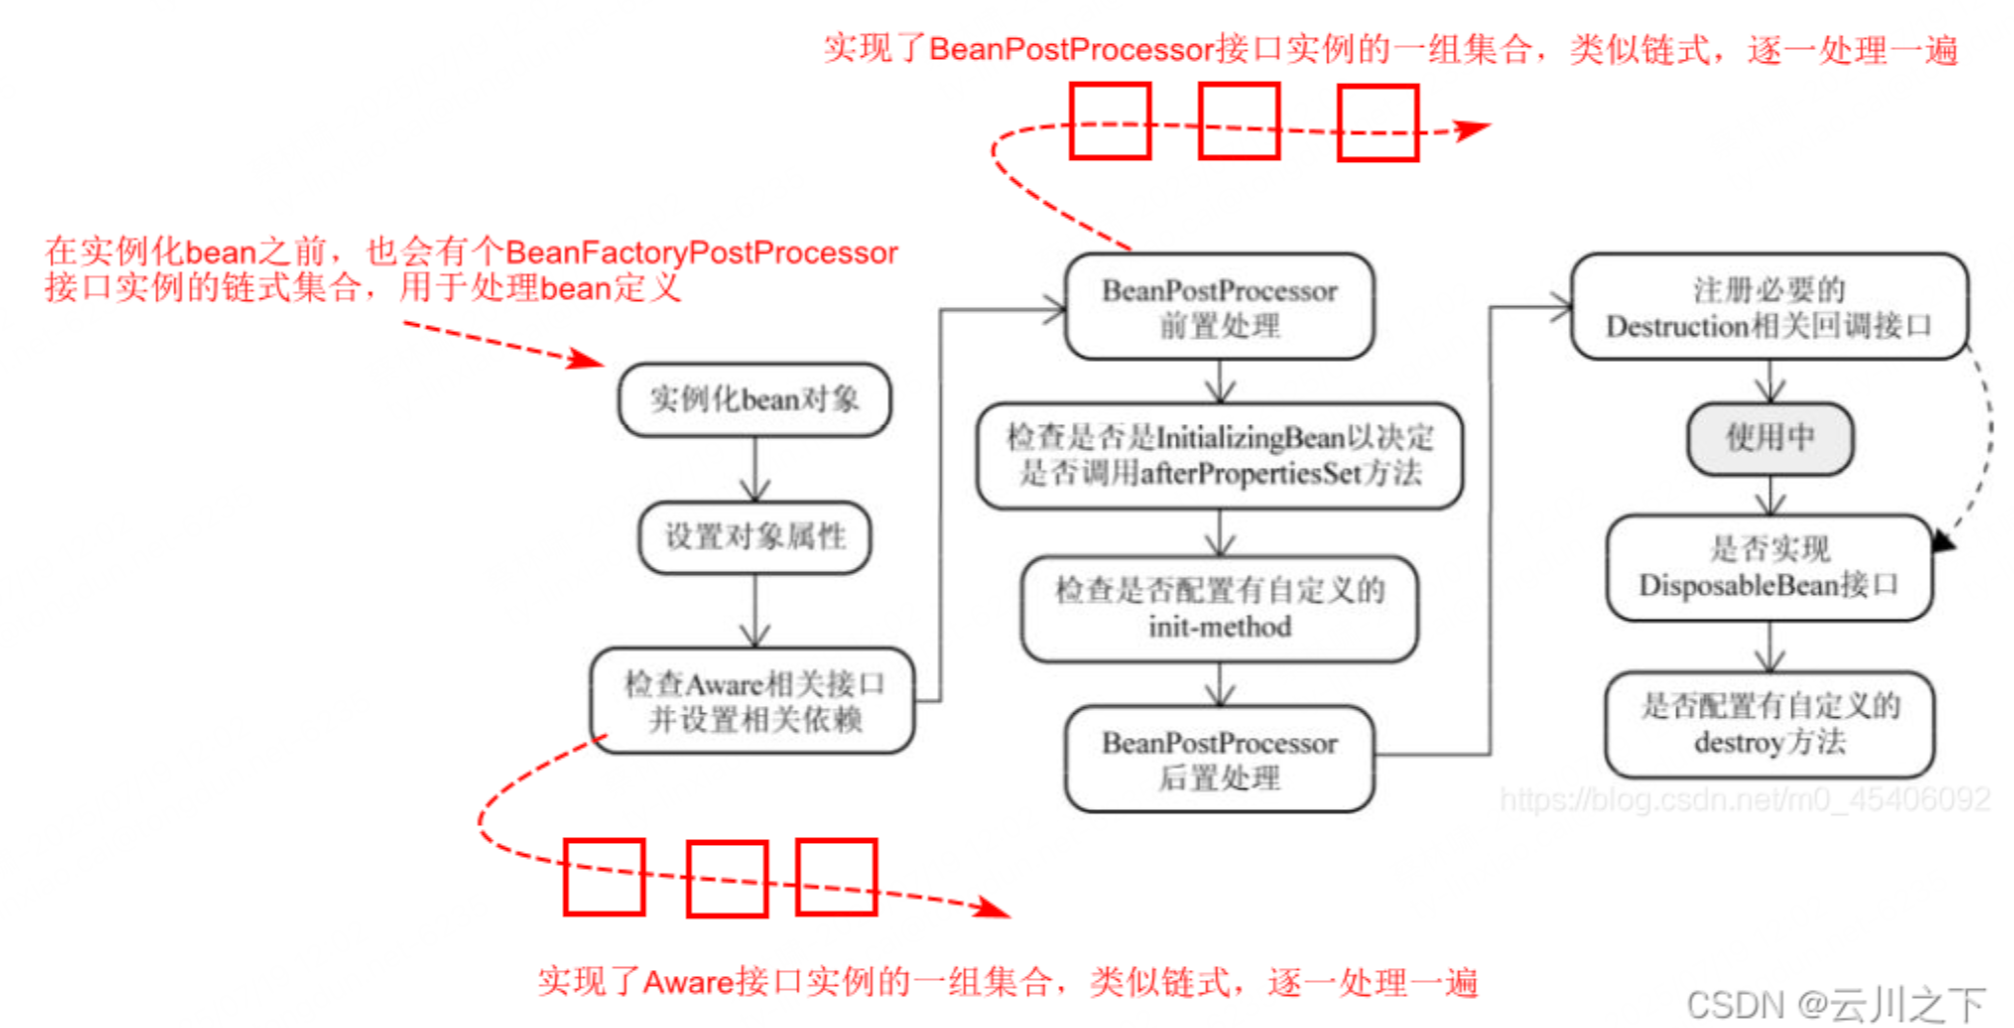 实现了BeanPostProcessor接口实例的一组集合，类似链式，逐一处理一遍
在实例化bean之前，也会有个BeanFactoryPostProcessor
接口实例的链式集合，用于处理bean定义
实例化bean对象
设置对象属性
检查Aware相关接口
并设置相关依赖
BeanPostProcessor
前置处理
检查是否是InitializingBean以决定
是否调用afterPropertiesSet方法
检查是否配置有自定义的
init-method
BeanPostProcessor
后置处理
注册必要的
Destruction相关回调接口
使用中
是否实现
DisposableBean接口
是否配置有自定义的
destroy方法
https://blog.csdn.net/m0_45406092
实现了Aware接口实例的一组集合，类似链式，逐一处理一遍
CSDN @云川之下